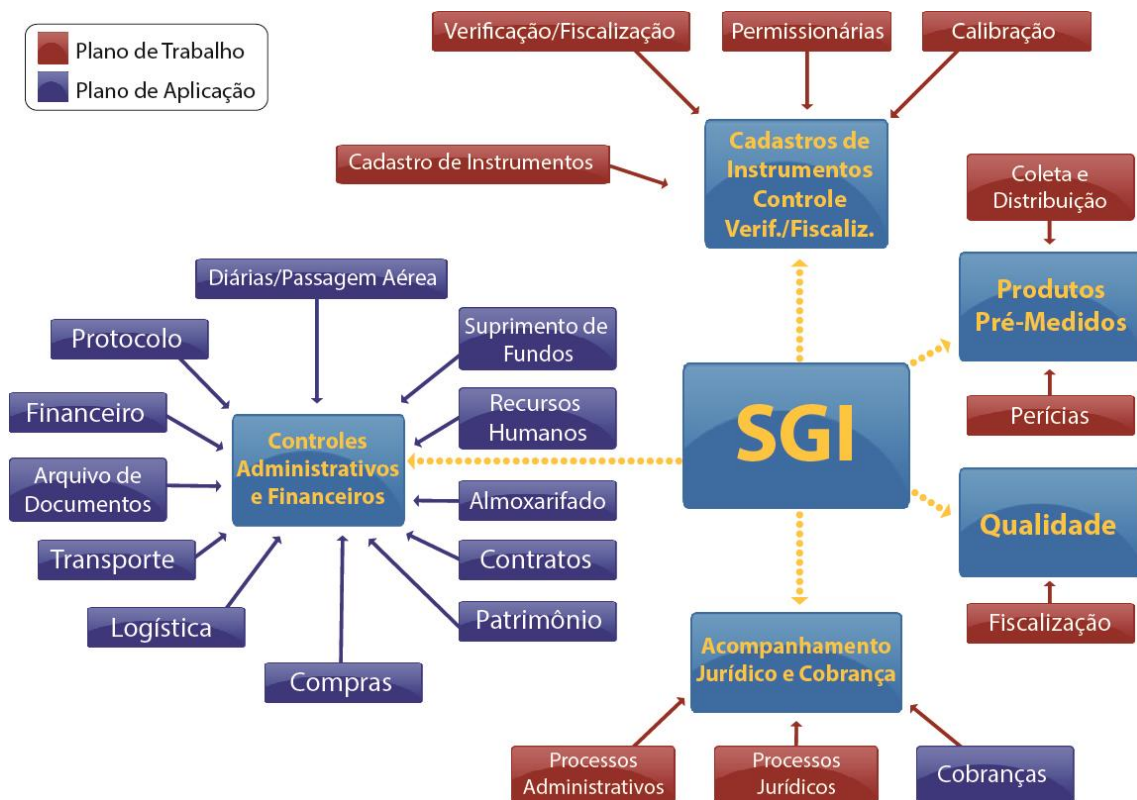 Plano de Trabalho
Plano de Aplicação
Verificação/Fiscalização
Permissionárias
Calibração
Cadastro de Instrumentos
Cadastros de
Instrumentos
Controle
Verif./Fiscaliz.
Coleta e
Distribuição
Produtos
Pré-Medidos
Perícias
Diárias/Passagem Aérea
Protocolo
Suprimento de
Fundos
Financeiro
Recursos
Humanos
Controles
Administrativos
e Financeiros
SGI
Arquivo de
Documentos
Almoxarifado
Qualidade
Transporte
Contratos
Logística
Patrimônio
Fiscalização
Compras
Acompanhamento
Jurídico e Cobrança
Processos
Administrativos
Processos
Jurídicos
Cobranças